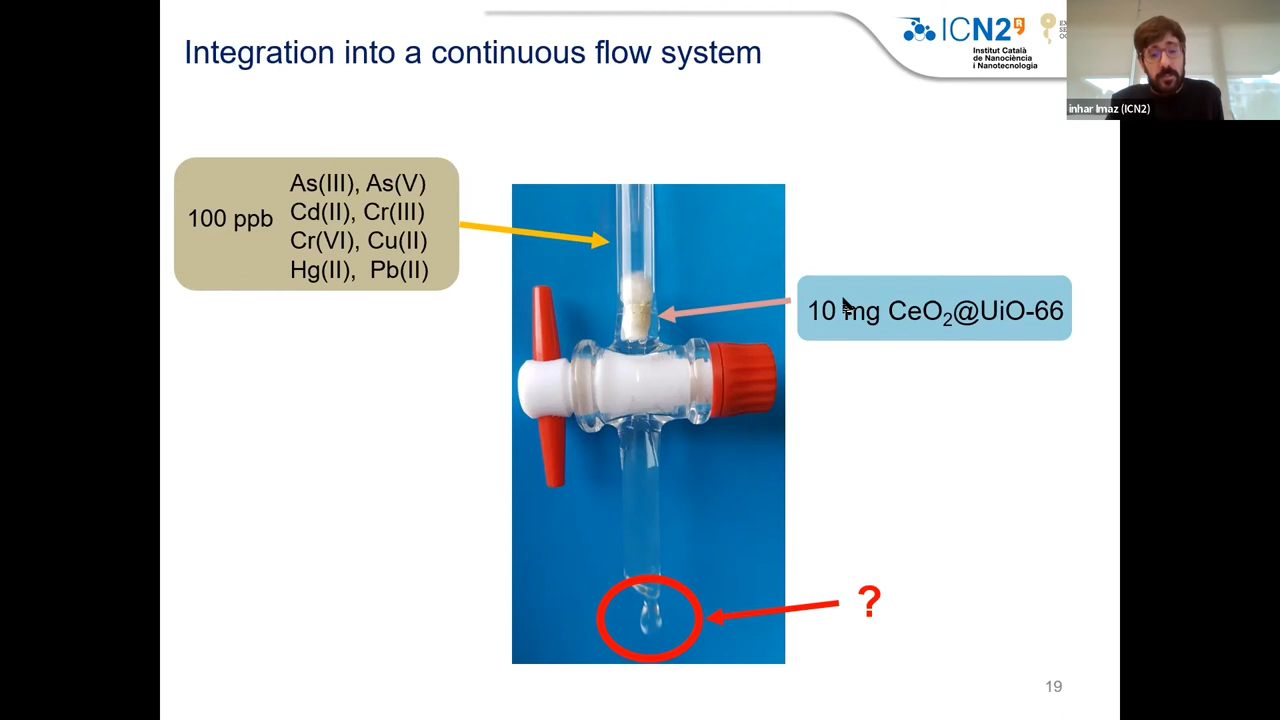 Integration into a continuous flow system
ICN2
Institut Català
de Nanociència
i Nanotecnologia
inhar Imaz (ICN2)
100 ppb
As(III), As(V)
Cd(II), Cr(III)
Cr(VI), Cu(II)
Hg(II), Pb(II)
10 mg CeO2@UiO-66
?
19